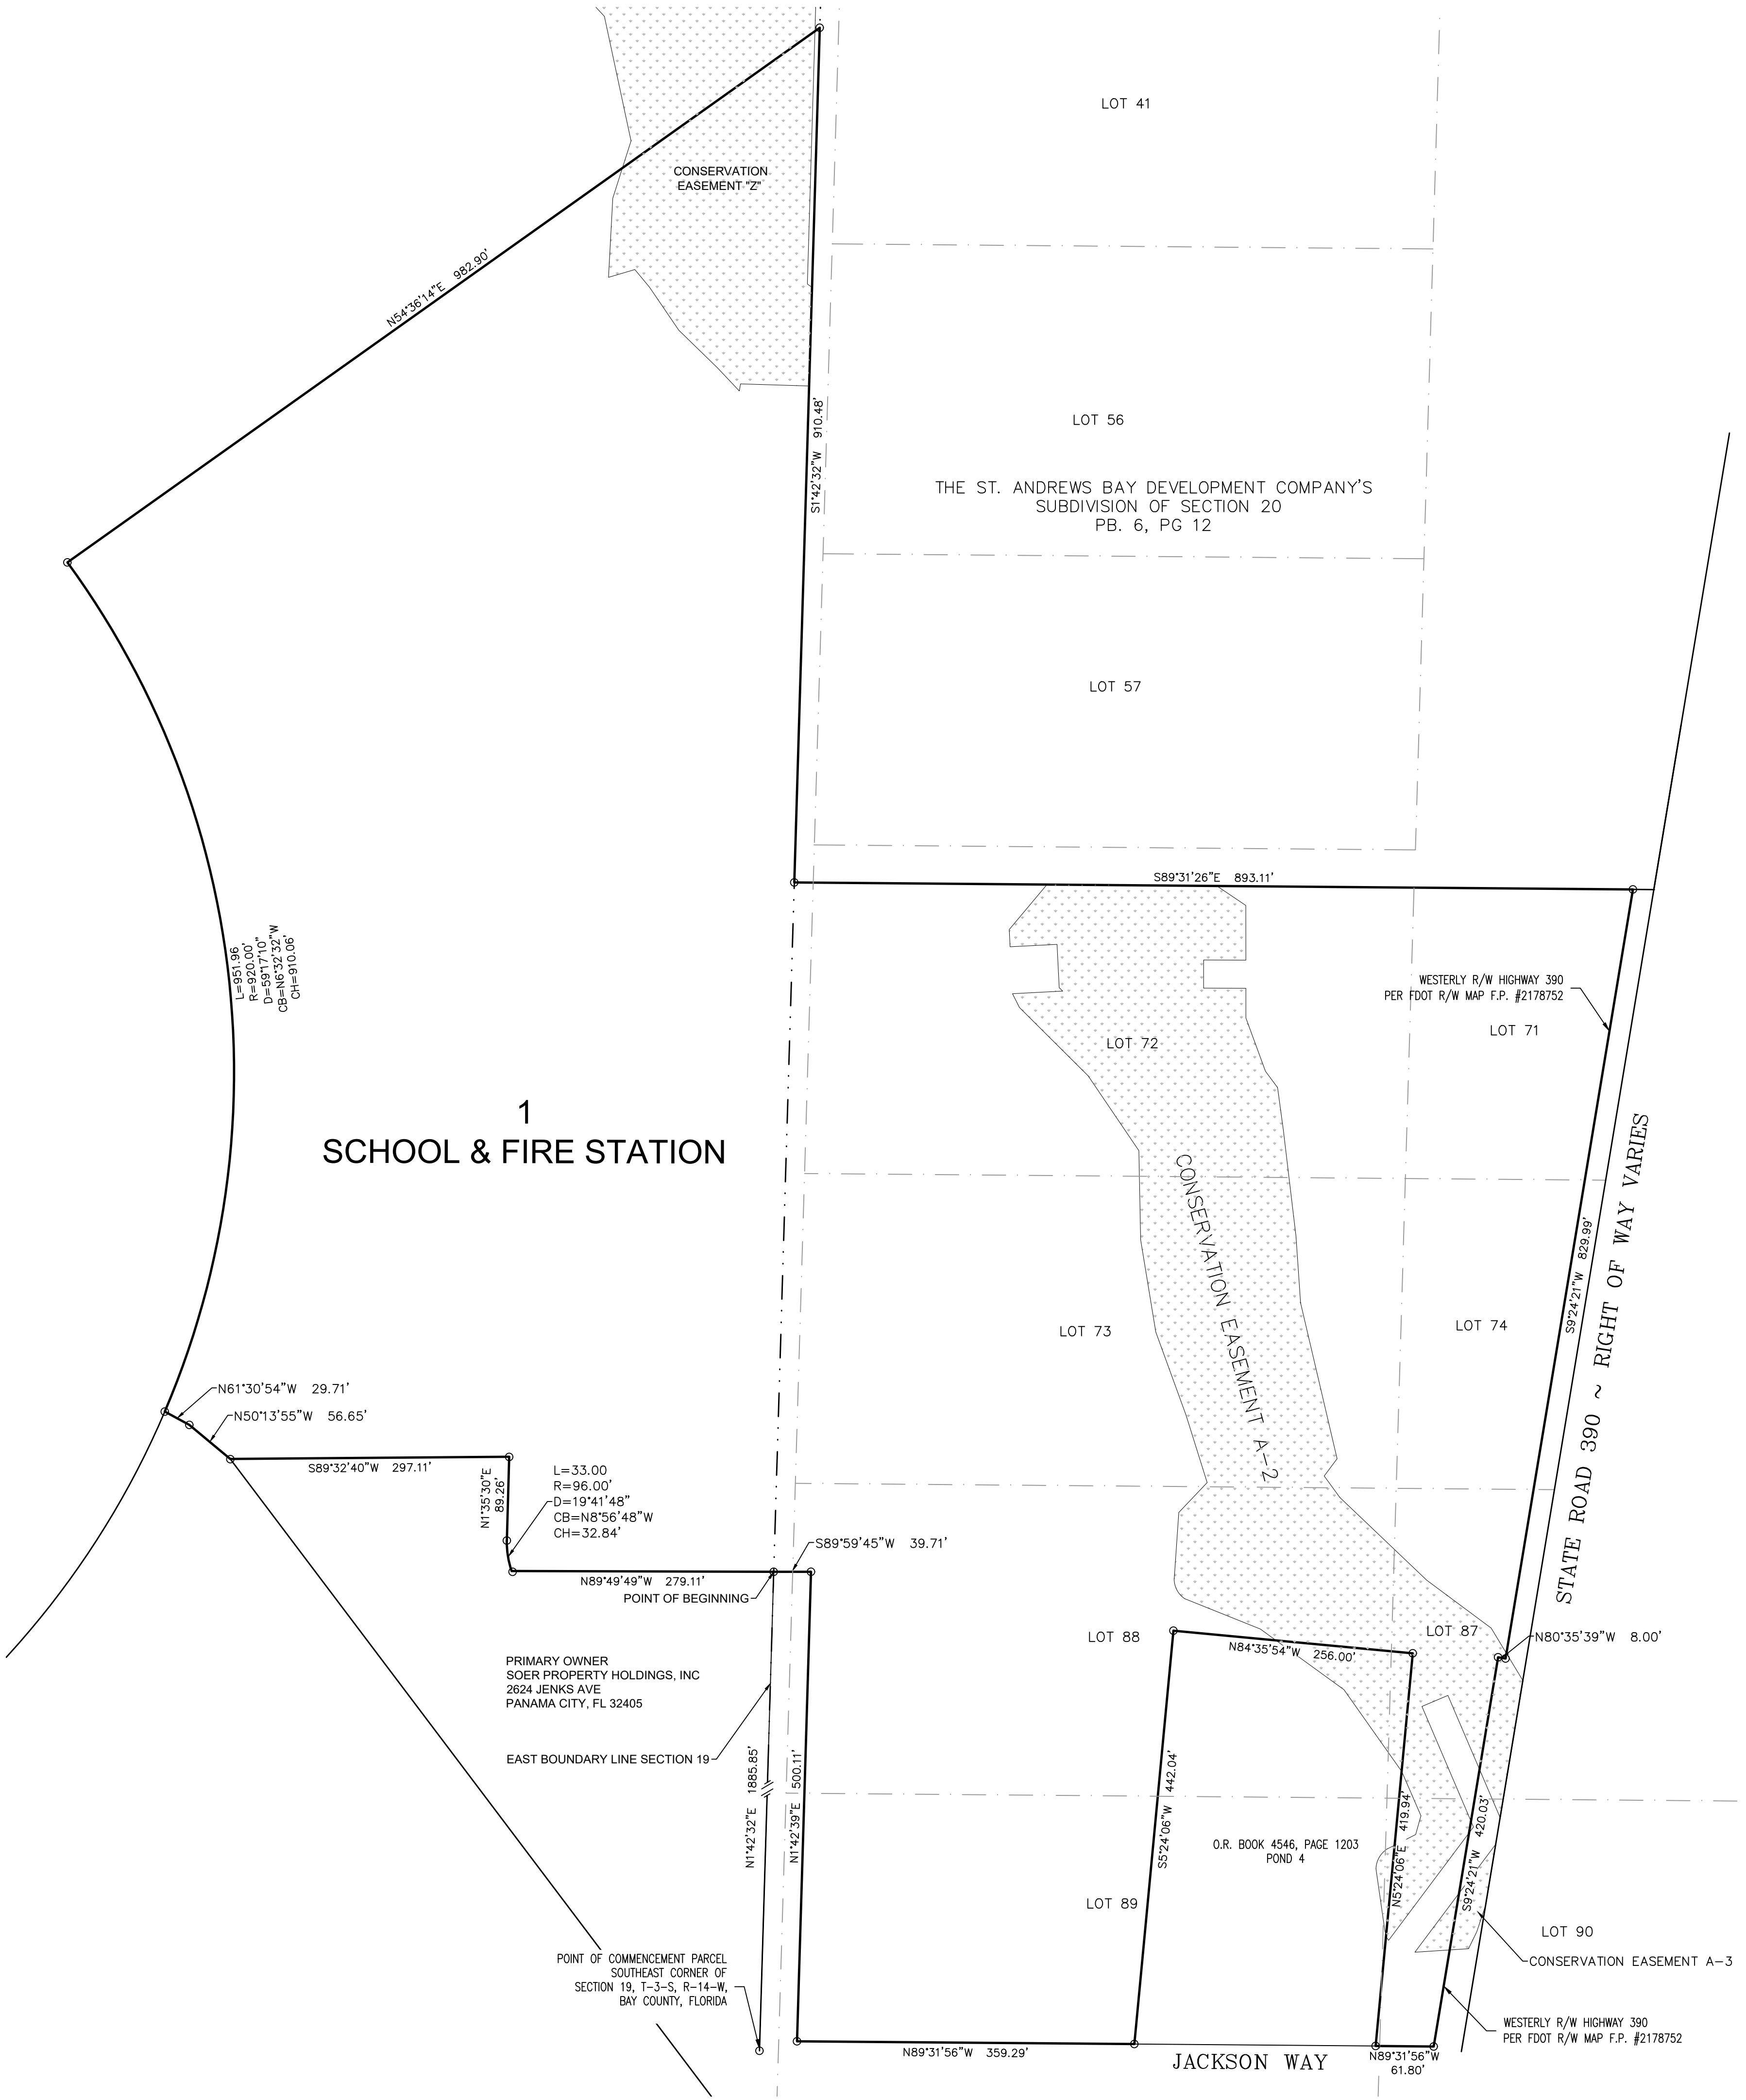 LOT 41
CONSERVATION
EASEMENT "Z"
N54°36'14"E 982.90'
S1°42'32"W 910.48'
LOT 56
THE ST. ANDREWS BAY DEVELOPMENT COMPANY'S
SUBDIVISION OF SECTION 20
PB. 6, PG 12
LOT 57
S89°31'26"E 893.11'
L=951.96
R=920.00'
D=59°17'10"
CB=N6°32'32"W
CH=910.06'
WESTERLY R/W HIGHWAY 390
PER FDOT R/W MAP F.P. #2178752
LOT 71
LOT 72
1
SCHOOL & FIRE STATION
CONSERVATION EASEMENT A-2
STATE ROAD 390 ~ RIGHT OF WAY VARIES
S9°24'21"W 829.99'
LOT 73
LOT 74
N61°30'54"W 29.71'
N50°13'55"W 56.65'
S89°32'40"W 297.11'
N1°35'30"E
89.26'
L=33.00
R=96.00'
D=19°41'48"
CB=N8°56'48"W
CH=32.84'
S89°59'45"W 39.71'
N89°49'49"W 279.11'
POINT OF BEGINNING
LOT 88
N84°35'54"W 256.00'
LOT 87
N80°35'39"W 8.00'
PRIMARY OWNER
SOER PROPERTY HOLDINGS, INC
2624 JENKS AVE
PANAMA CITY, FL 32405
EAST BOUNDARY LINE SECTION 19
N1°42'32"E 1885.85'
N1°42'39"E 500.11'
S5°24'06"W 442.04'
O.R. BOOK 4546, PAGE 1203
POND 4
N5°24'06"E 419.94'
S9°24'21"W 420.03'
LOT 89
LOT 90
CONSERVATION EASEMENT A-3
POINT OF COMMENCEMENT PARCEL
SOUTHEAST CORNER OF
SECTION 19, T-3-S, R-14-W,
BAY COUNTY, FLORIDA
WESTERLY R/W HIGHWAY 390
PER FDOT R/W MAP F.P. #2178752
N89°31'56"W 359.29'
JACKSON WAY
N89°31'56"W
61.80'